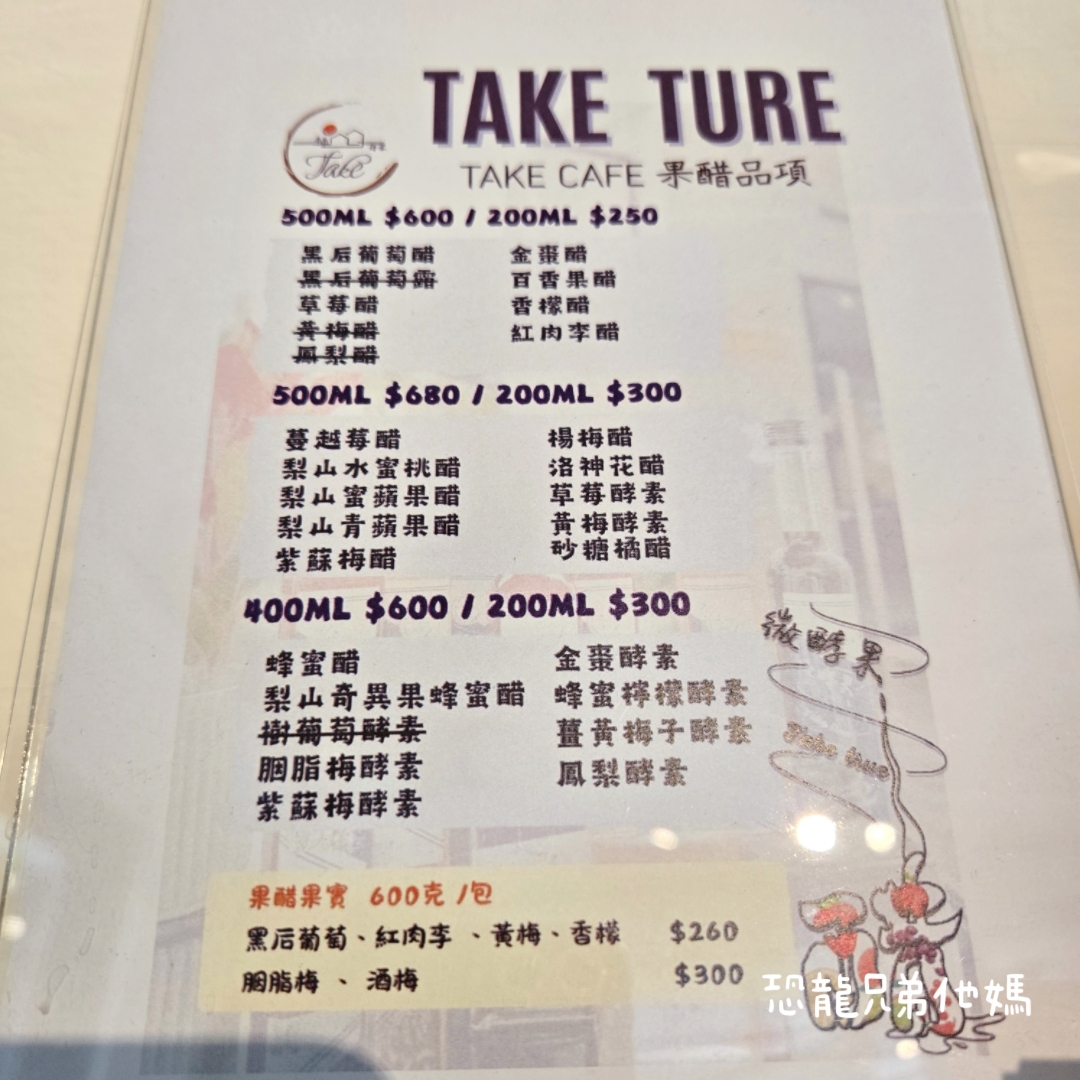 TAKE TURE
Take
TAKE CAFE 果醋品項
500ML $600 / 200ML $250
黑后葡萄醋
黑后葡萄露
草莓醋
黃梅醋
鳳梨醋
金棗醋
百香果醋
香檬醋
紅肉李醋
500ML $680 / 200ML $300
蔓越莓醋
梨山水蜜桃醋
梨山蜜蘋果醋
梨山青蘋果醋
紫蘇梅醋
楊梅醋
洛神花醋
草莓酵素
黃梅酵素
砂糖橘醋
400ML $600 / 200ML $300
蜂蜜醋
梨山奇異果蜂蜜醋
樹葡萄酵素
胭脂梅酵素
紫蘇梅酵素
金棗酵素
蜂蜜檸檬酵素
薑黃梅子酵素
鳳梨酵素
微酵果
Take true
果醋果實 600克 /包
黑后葡萄、紅肉李 、黃梅、香檬 $260
胭脂梅 、 酒梅 $300
恐龍兄弟他媽